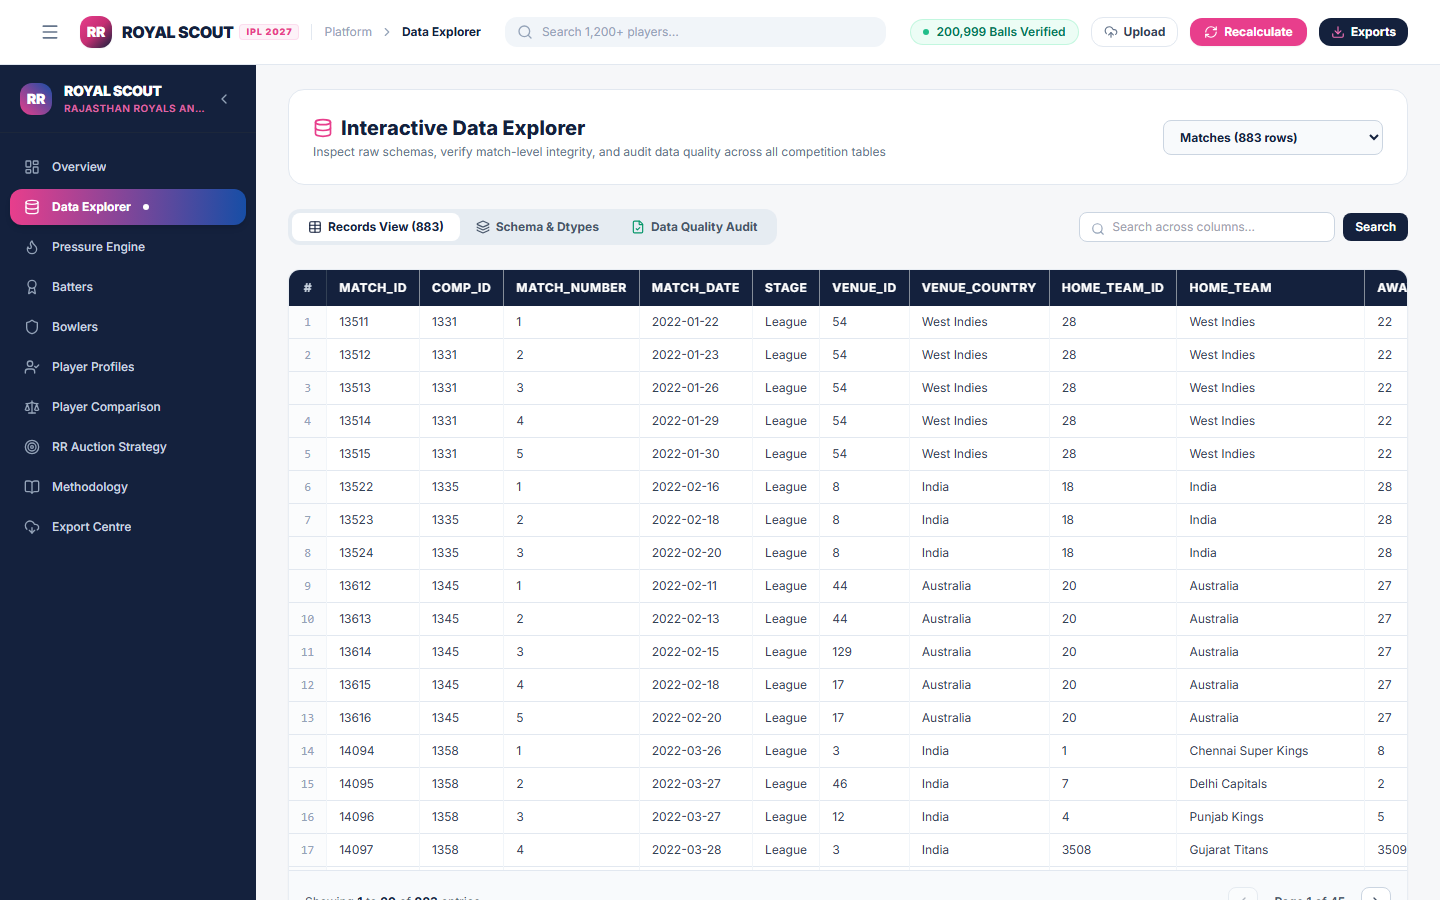 RR ROYAL SCOUT IPL 2027 Platform > Data Explorer Search 1,200+ players... 200,999 Balls Verified Upload Recalculate Exports
RR ROYAL SCOUT
RAJASTHAN ROYALS AN...
Overview
Data Explorer
Pressure Engine
Batters
Bowlers
Player Profiles
Player Comparison
RR Auction Strategy
Methodology
Export Centre
Interactive Data Explorer
Inspect raw schemas, verify match-level integrity, and audit data quality across all competition tables
Matches (883 rows)
Records View (883) Schema & Dtypes Data Quality Audit Search across columns... Search
# MATCH_ID COMP_ID MATCH_NUMBER MATCH_DATE STAGE VENUE_ID VENUE_COUNTRY HOME_TEAM_ID HOME_TEAM AWA
1 13511 1331 1 2022-01-22 League 54 West Indies 28 West Indies 22
2 13512 1331 2 2022-01-23 League 54 West Indies 28 West Indies 22
3 13513 1331 3 2022-01-26 League 54 West Indies 28 West Indies 22
4 13514 1331 4 2022-01-29 League 54 West Indies 28 West Indies 22
5 13515 1331 5 2022-01-30 League 54 West Indies 28 West Indies 22
6 13522 1335 1 2022-02-16 League 8 India 18 India 28
7 13523 1335 2 2022-02-18 League 8 India 18 India 28
8 13524 1335 3 2022-02-20 League 8 India 18 India 28
9 13612 1345 1 2022-02-11 League 44 Australia 20 Australia 27
10 13613 1345 2 2022-02-13 League 44 Australia 20 Australia 27
11 13614 1345 3 2022-02-15 League 129 Australia 20 Australia 27
12 13615 1345 4 2022-02-18 League 17 Australia 20 Australia 27
13 13616 1345 5 2022-02-20 League 17 Australia 20 Australia 27
14 14094 1358 1 2022-03-26 League 3 India 1 Chennai Super Kings 8
15 14095 1358 2 2022-03-27 League 46 India 7 Delhi Capitals 2
16 14096 1358 3 2022-03-27 League 12 India 4 Punjab Kings 5
17 14097 1358 4 2022-03-28 League 3 India 3508 Gujarat Titans 3509